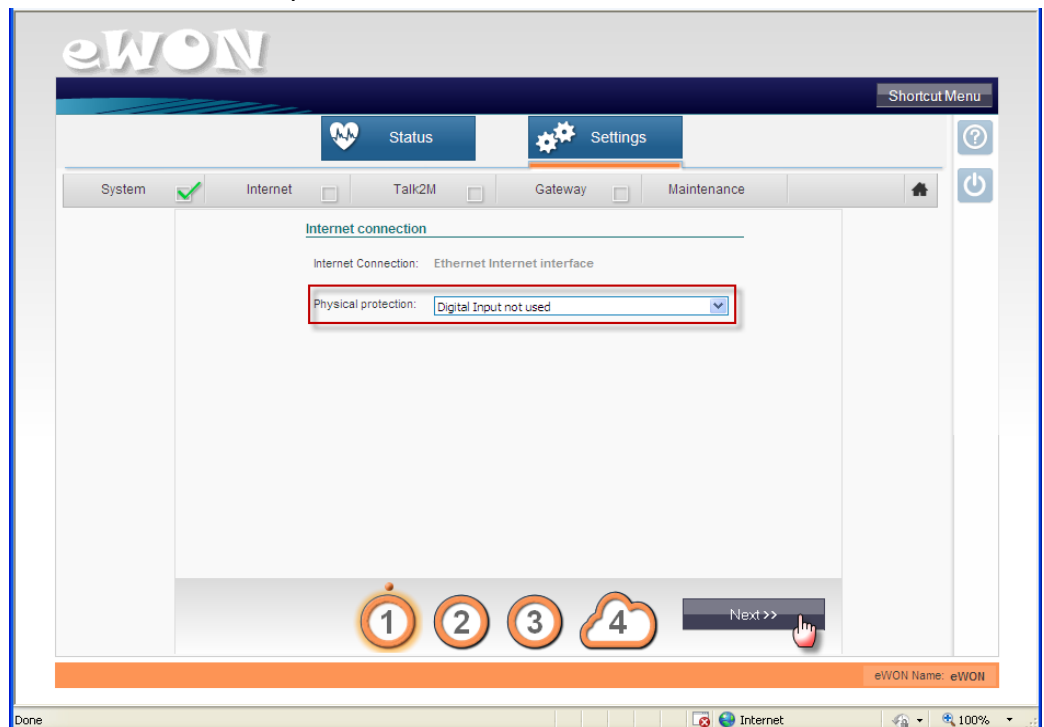 eWON
Shortcut Menu
Status Settings
System Internet Talk2M Gateway Maintenance
Internet connection
Internet Connection: Ethernet Internet interface
Physical protection: Digital Input not used
1 2 3 4 Next >>
eWON Name: eWON
Done Internet 100%